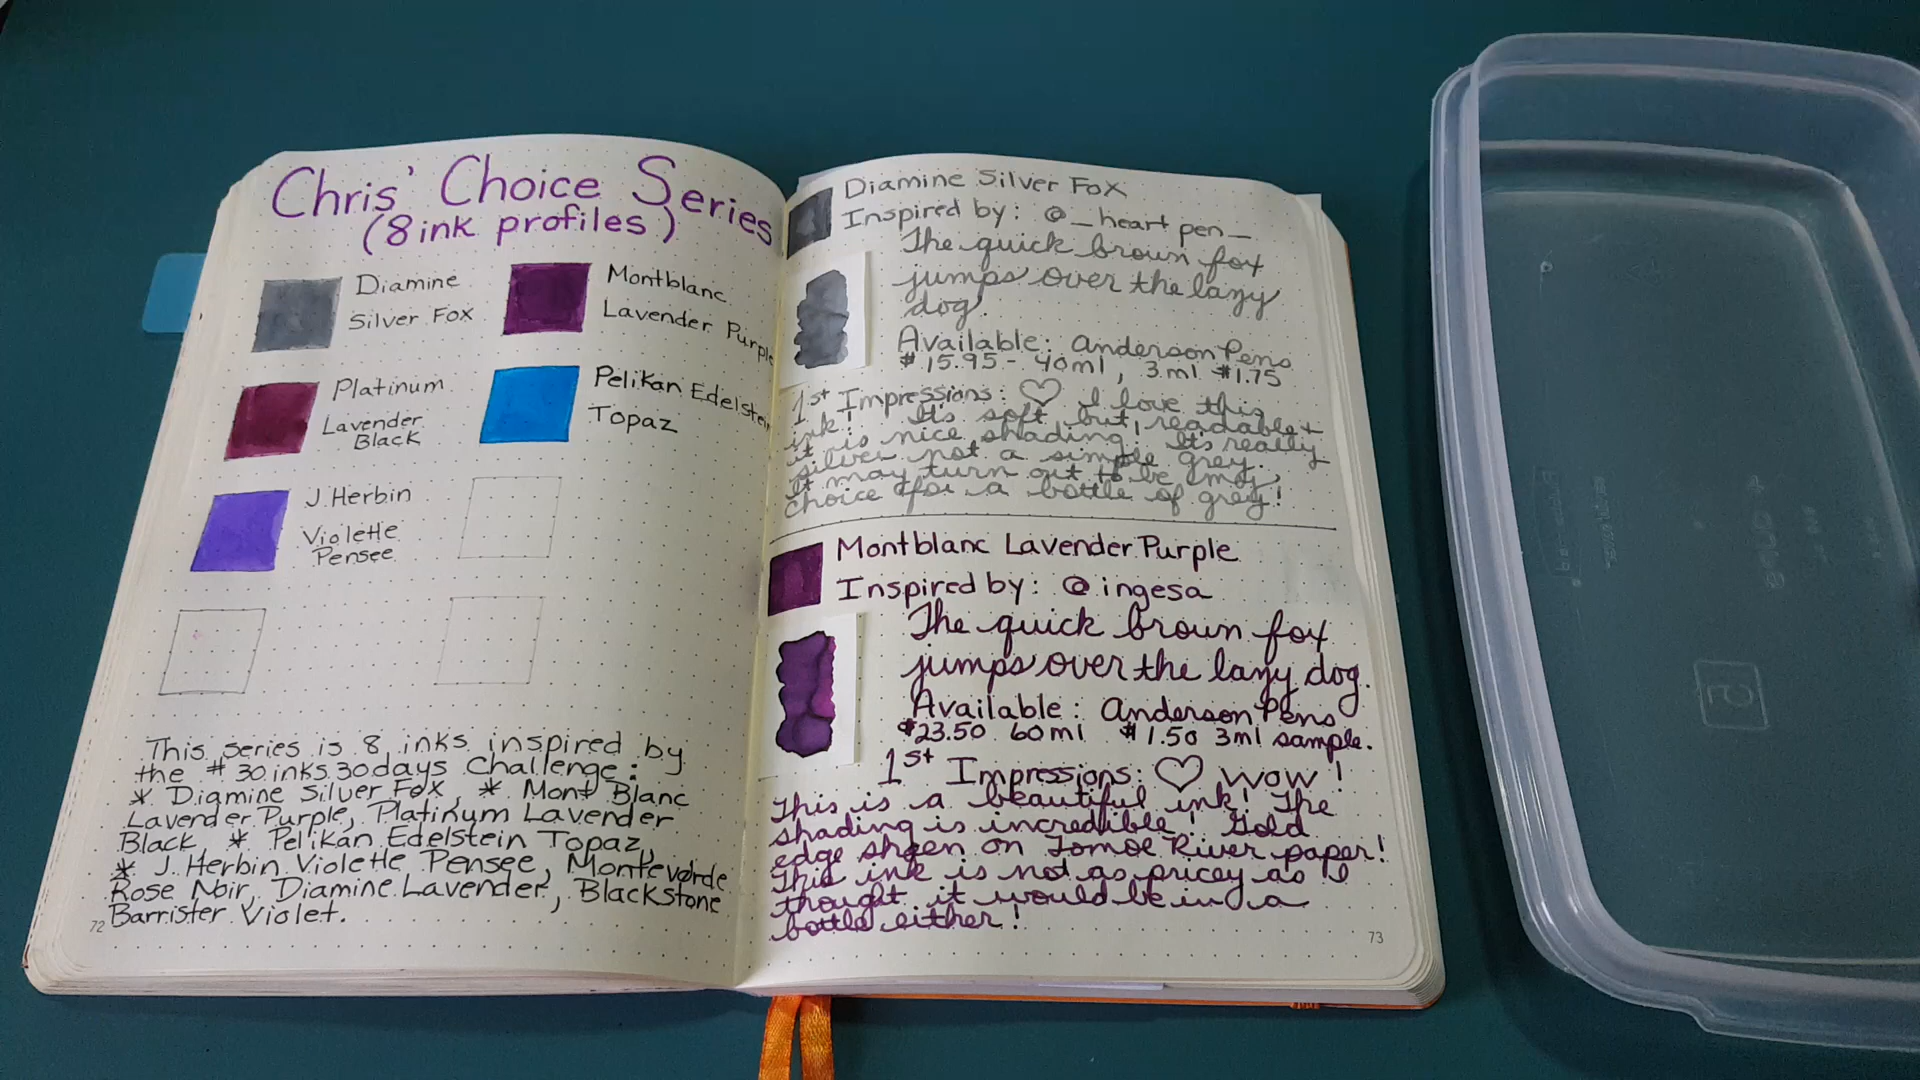 Chris' Choice Series
(8 ink profiles)
Diamine
Silver Fox
Montblanc
Lavender Purple
Platinum
Lavender
Black
Pelikan Edelstein
Topaz
J. Herbin
Violette
Pensee
This series is 8 inks inspired by
the #30inks30days Challenge:
* Diamine Silver Fox, * Mont Blanc
Lavender Purple, Platinum Lavender
Black, * Pelikan Edelstein Topaz,
* J. Herbin Violette Pensee, Monteverde
Rose Noir, Diamine Lavender, Blackstone
Barrister Violet.
72
Diamine Silver Fox
Inspired by: @_heartpen_
The quick brown fox
jumps over the lazy
dog.
Available: Anderson Pens
$15.95 - 40ml, 3ml $1.75
1st Impressions: ♡ I love this
ink! It's soft but readable +
it is nice shading! It's really
silver not a simple grey.
It may turn out to be my
choice for a bottle of grey!
Montblanc Lavender Purple
Inspired by: @ingesa
The quick brown fox
jumps over the lazy dog.
Available: Anderson Pens
$23.50 60ml $1.50 3ml sample.
1st Impressions: ♡ WOW!
This is a beautiful ink! The
shading is incredible! Gold
edge sheen on Tomoe River paper!
This ink is not as pricey as I
thought it would be in a
bottle either!
73